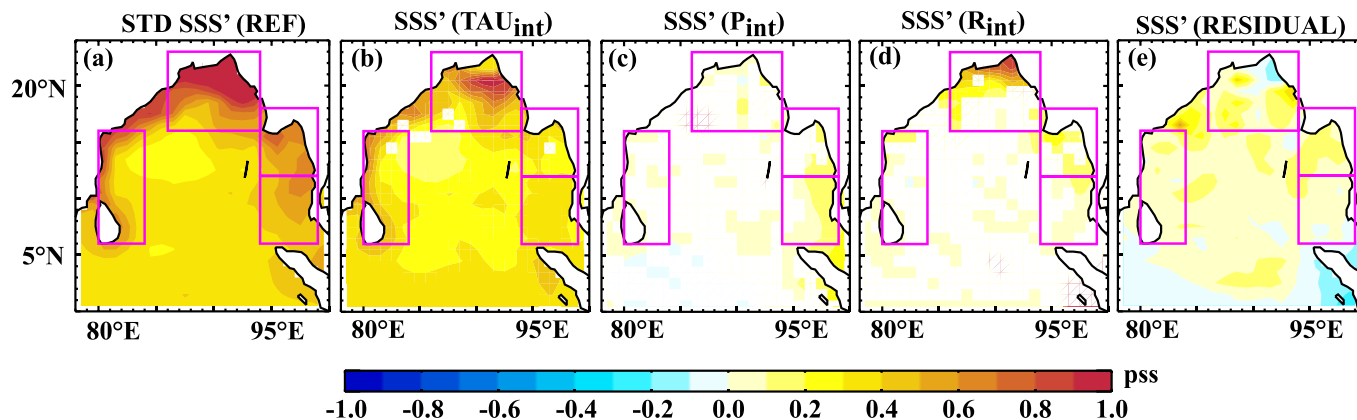 STD SSS’ (REF) SSS’ (TAUint) SSS’ (Pint) SSS’ (Rint) SSS’ (RESIDUAL)
(a) (b) (c) (d) (e)
20°N
5°N
80°E 95°E 80°E 95°E 80°E 95°E 80°E 95°E 80°E 95°E
pss
-1.0 -0.8 -0.6 -0.4 -0.2 0.0 0.2 0.4 0.6 0.8 1.0